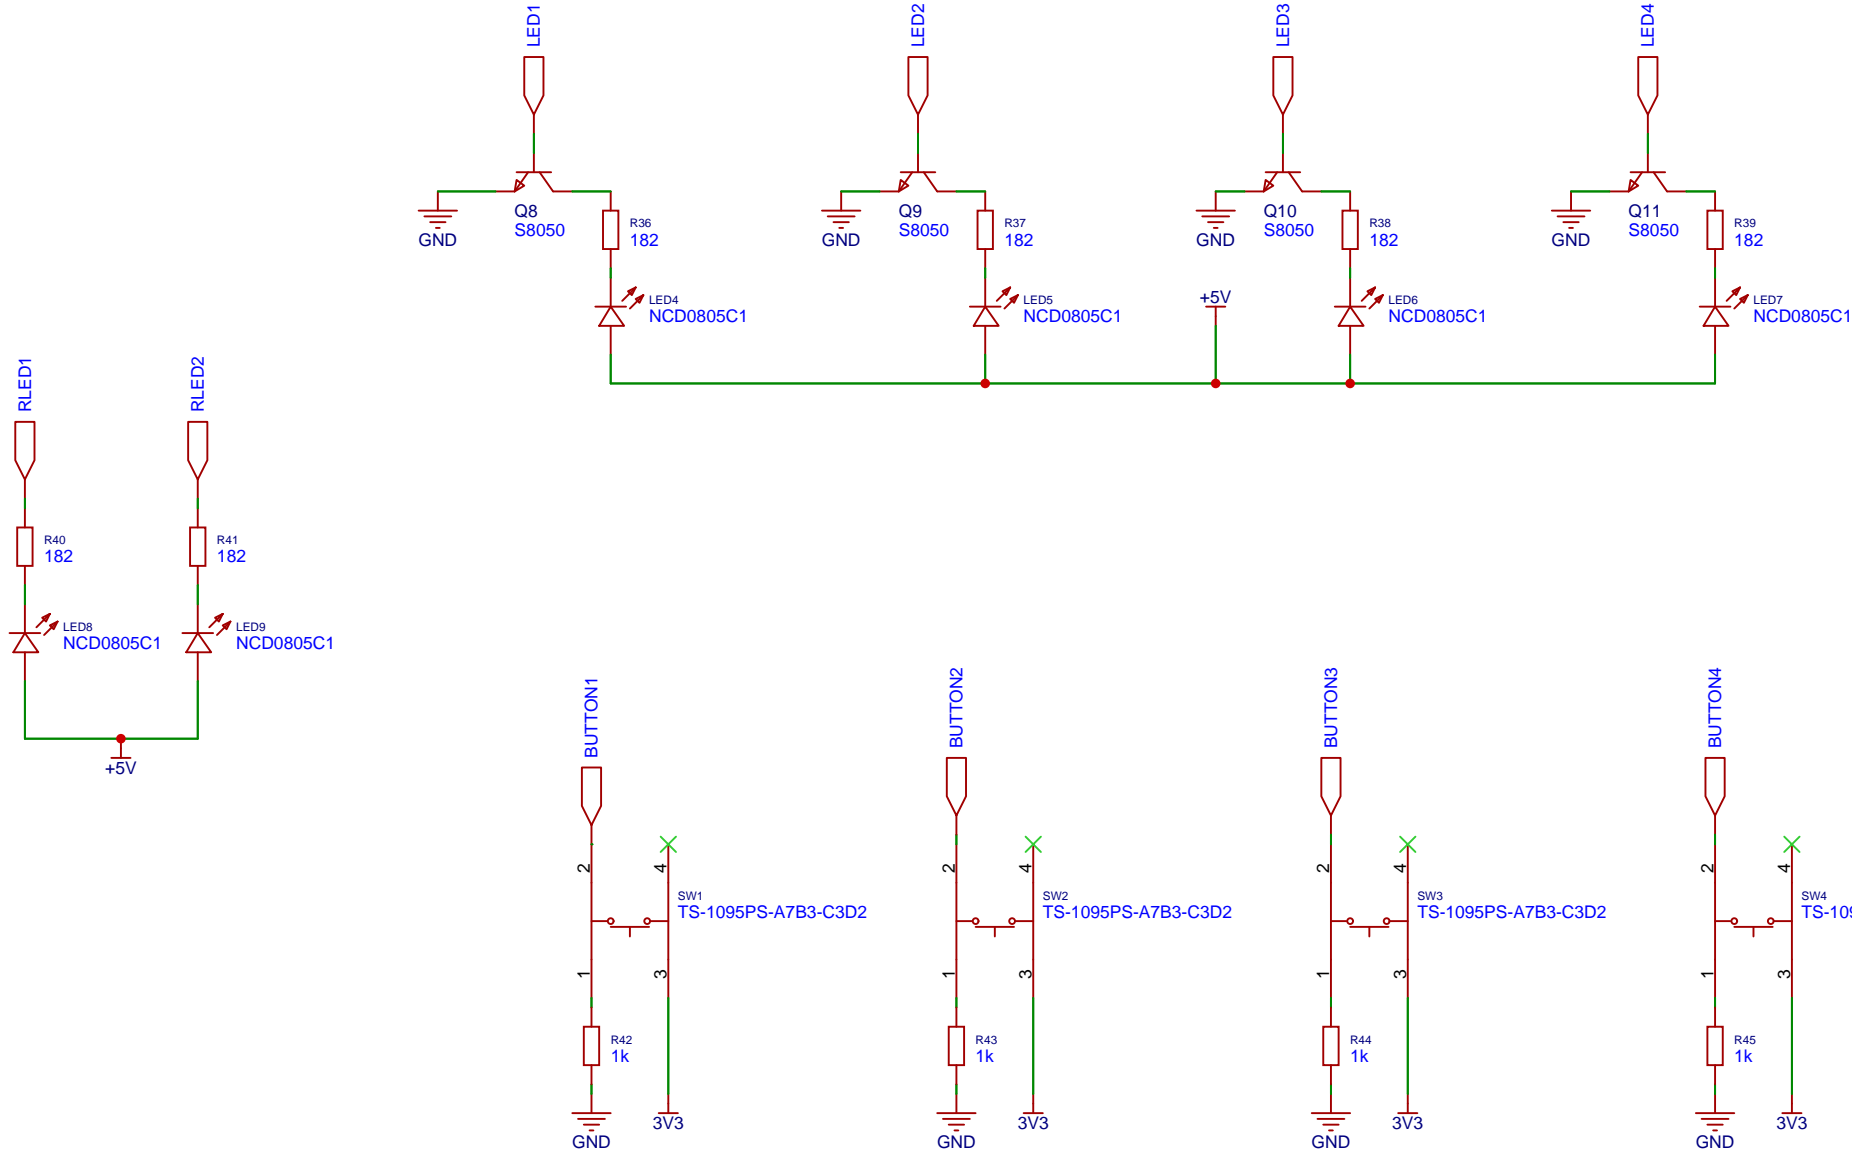 LED1
LED2
LED3
LED4
Q8
S8050
GND
R36
182
Q9
S8050
GND
R37
182
Q10
S8050
GND
R38
182
Q11
S8050
GND
R39
182
LED4
NCD0805C1
LED5
NCD0805C1
+5V
LED6
NCD0805C1
LED7
NCD0805C1
RLED1
RLED2
R40
182
R41
182
LED8
NCD0805C1
LED9
NCD0805C1
+5V
BUTTON1
BUTTON2
BUTTON3
BUTTON4
2
4
SW1
TS-1095PS-A7B3-C3D2
1
3
R42
1k
GND
3V3
2
4
SW2
TS-1095PS-A7B3-C3D2
1
3
R43
1k
GND
3V3
2
4
SW3
TS-1095PS-A7B3-C3D2
1
3
R44
1k
GND
3V3
2
4
SW4
1
3
R45
1k
GND
3V3